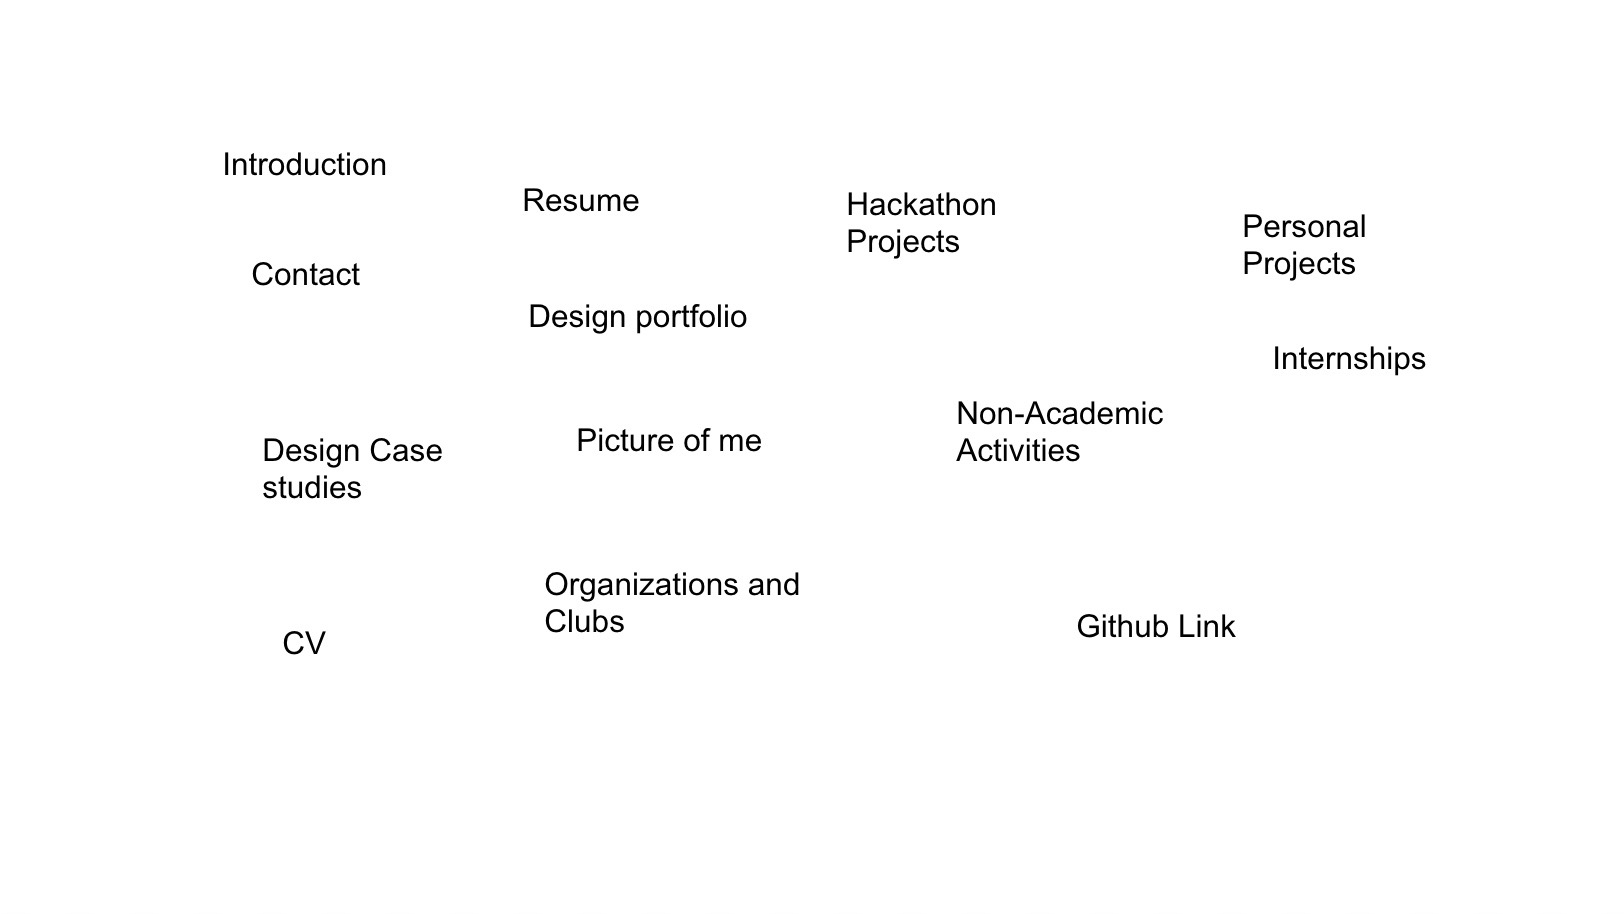 Introduction
Resume
Hackathon
Projects
Personal
Projects
Contact
Design portfolio
Internships
Non-Academic
Activities
Picture of me
Design Case
studies
Organizations and
Clubs
Github Link
CV